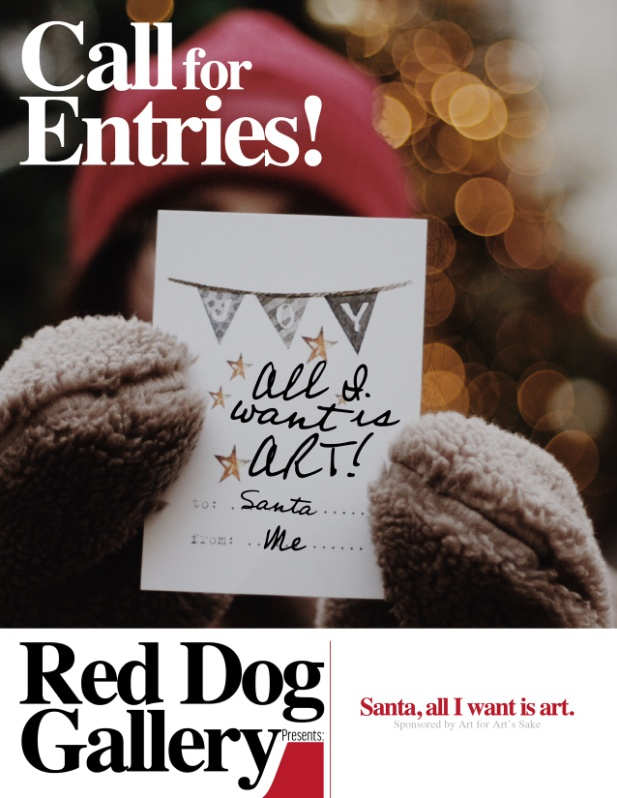 Call for
Entries!
JOY
All I.
want is
ART!
to: .Santa.....
from: ..Me......
Red Dog
Gallery
Presents:
Santa, all I want is art.
Sponsored by Art for Art's Sake